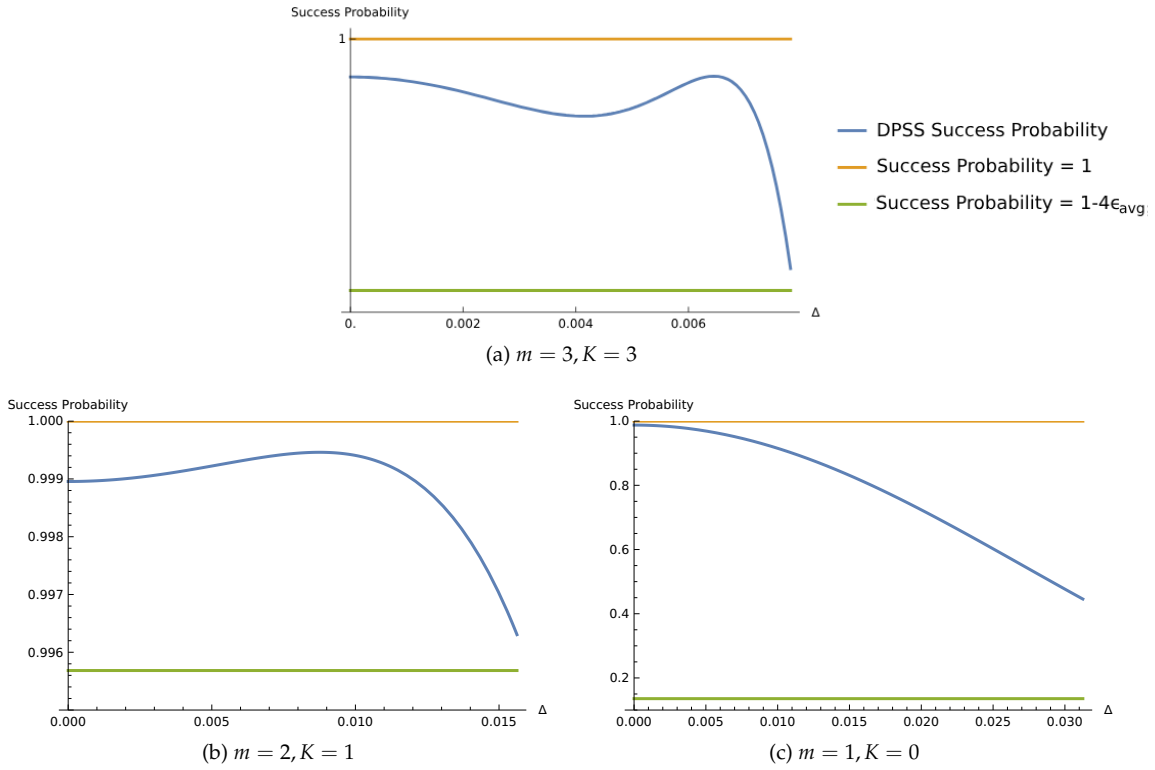 Success Probability
1
0.
0.002
0.004
0.006
Δ
DPSS Success Probability
Success Probability = 1
Success Probability = 1-4ϵavg
(a) m = 3, K = 3
Success Probability
1.000
0.999
0.998
0.997
0.996
0.000
0.005
0.010
0.015
Δ
(b) m = 2, K = 1
Success Probability
1.0
0.8
0.6
0.4
0.2
0.000
0.005
0.010
0.015
0.020
0.025
0.030
Δ
(c) m = 1, K = 0